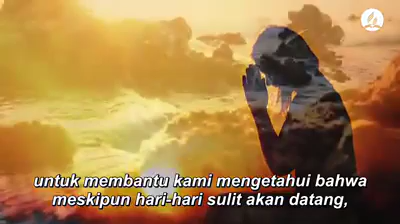 untuk membantu kami mengetahui bahwa
meskipun hari-hari sulit akan datang,